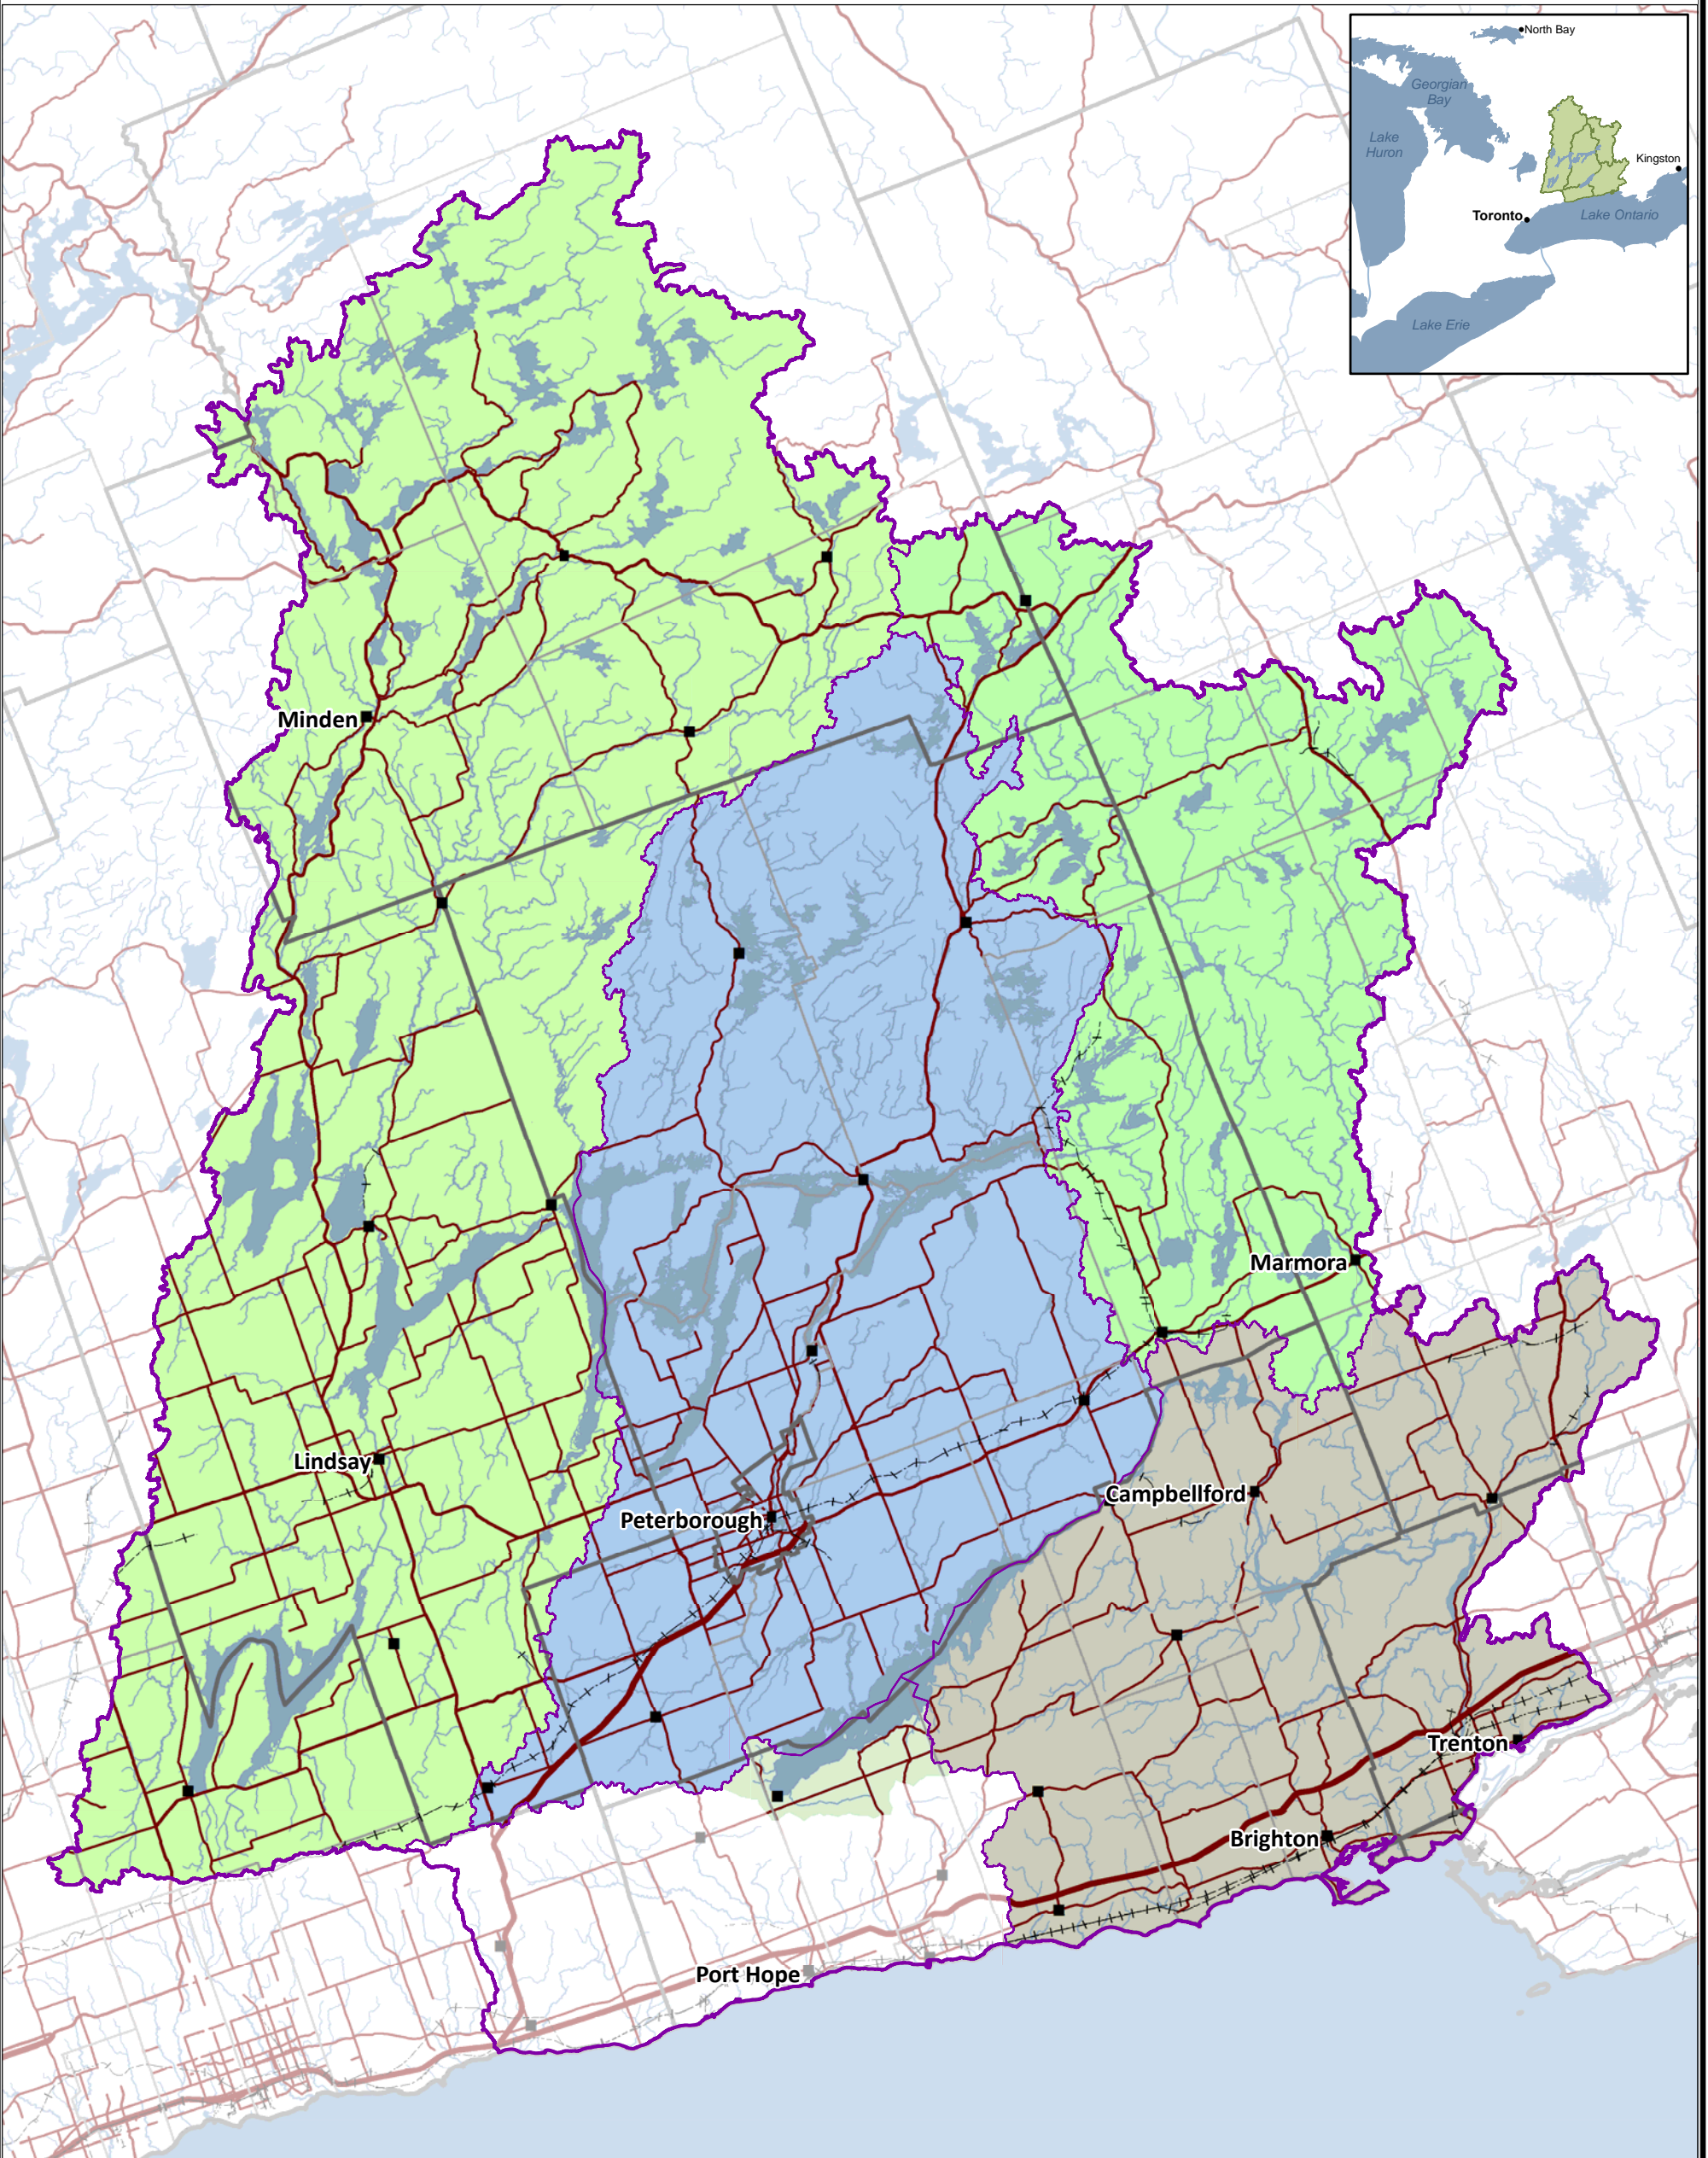 North Bay
Georgian
Bay
Lake
Huron
Kingston
Toronto
Lake Ontario
Lake Erie
Minden
Marmora
Lindsay
Campbellford
Peterborough
Trenton
Brighton
Port Hope